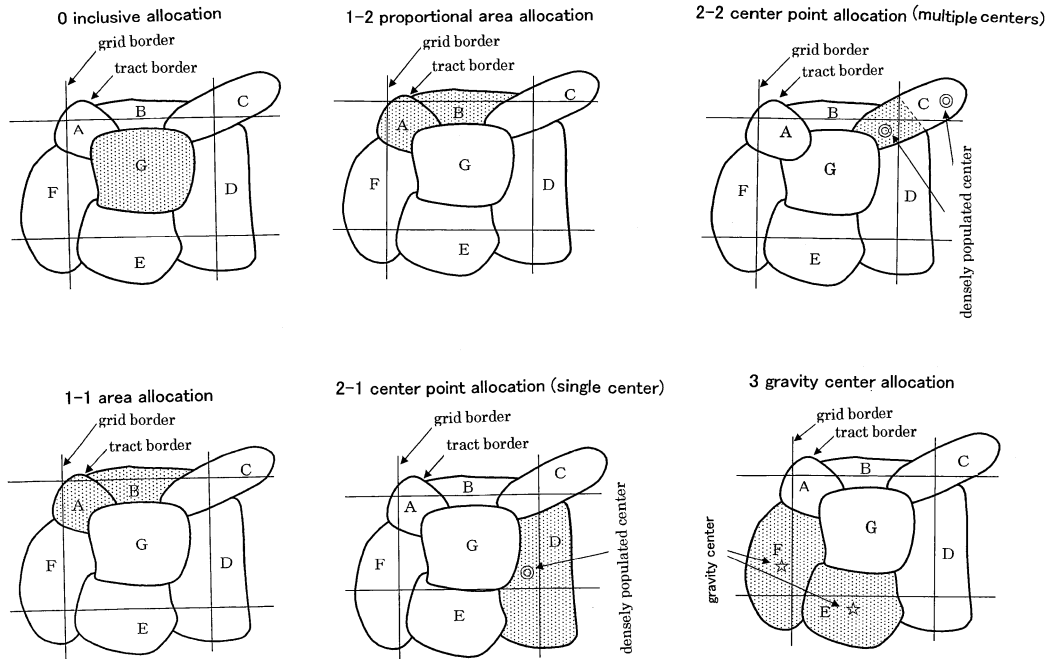 0 inclusive allocation
grid border
tract border
A
B
C
D
E
F
G
1-2 proportional area allocation
grid border
tract border
A
B
C
D
E
F
G
2-2 center point allocation (multiple centers)
grid border
tract border
A
B
C
D
E
F
G
densely populated center
1-1 area allocation
grid border
tract border
A
B
C
D
E
F
G
2-1 center point allocation (single center)
grid border
tract border
A
B
C
D
E
F
G
densely populated center
3 gravity center allocation
grid border
tract border
A
B
C
D
E
F
G
gravity center